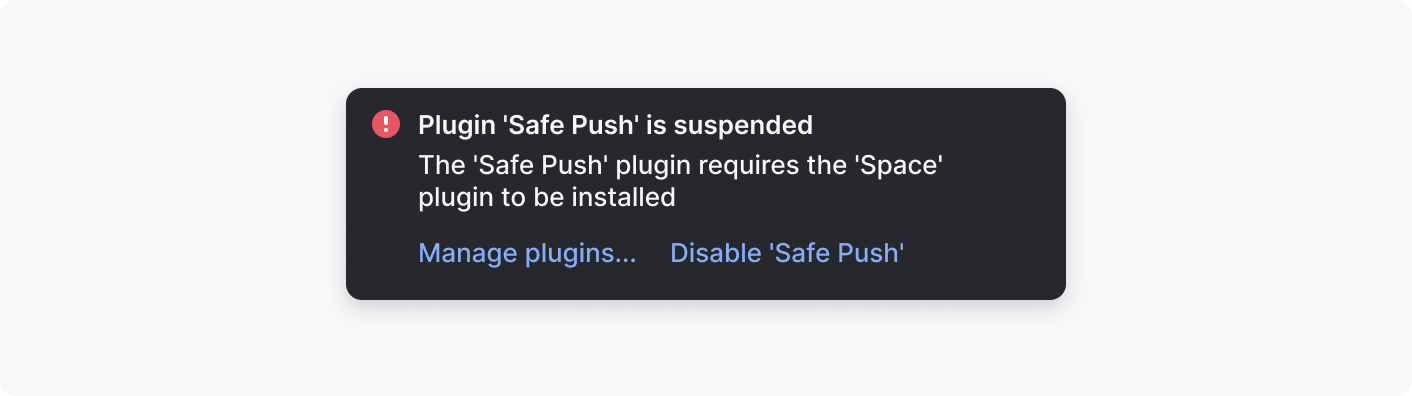 Plugin 'Safe Push' is suspended
The 'Safe Push' plugin requires the 'Space'
plugin to be installed
Manage plugins... Disable 'Safe Push'